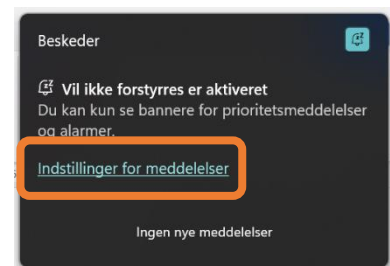 Beskeder
Vil ikke forstyrres er aktiveret
Du kan kun se bannere for prioritetsmeddelelser
og alarmer.
Indstillinger for meddelelser
Ingen nye meddelelser